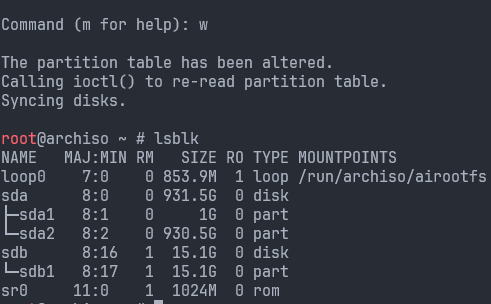 Command (m for help): w
The partition table has been altered.
Calling ioctl() to re-read partition table.
Syncing disks.
root@archiso ~ # lsblk
NAME   MAJ:MIN RM   SIZE RO TYPE MOUNTPOINTS
loop0    7:0    0 853.9M  1 loop /run/archiso/airootfs
sda      8:0    0 931.5G  0 disk
├─sda1   8:1    0     1G  0 part
└─sda2   8:2    0 930.5G  0 part
sdb      8:16   1  15.1G  0 disk
└─sdb1   8:17   1  15.1G  0 part
sr0     11:0    1  1024M  0 rom